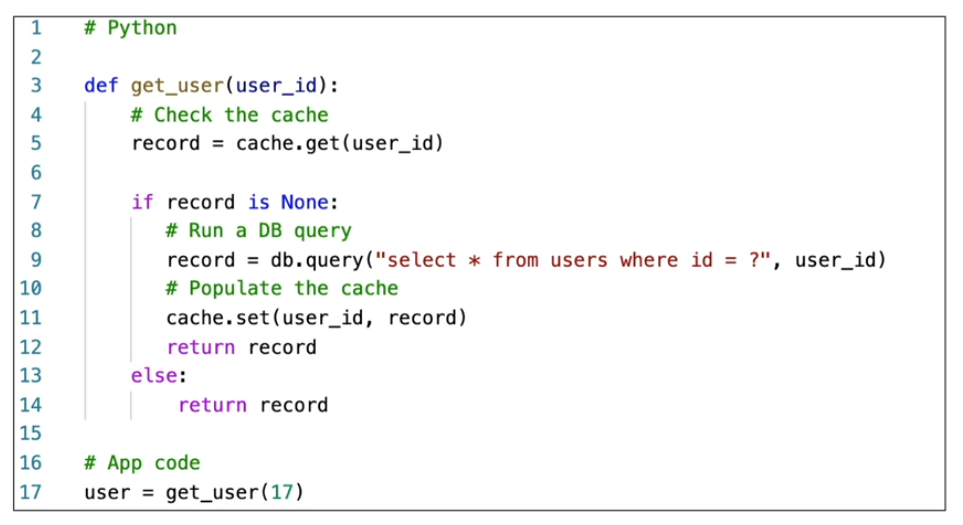 1 # Python
2
3 def get_user(user_id):
4     # Check the cache
5     record = cache.get(user_id)
6
7     if record is None:
8        # Run a DB query
9        record = db.query("select * from users where id = ?", user_id)
10        # Populate the cache
11        cache.set(user_id, record)
12        return record
13     else:
14         return record
15
16 # App code
17 user = get_user(17)